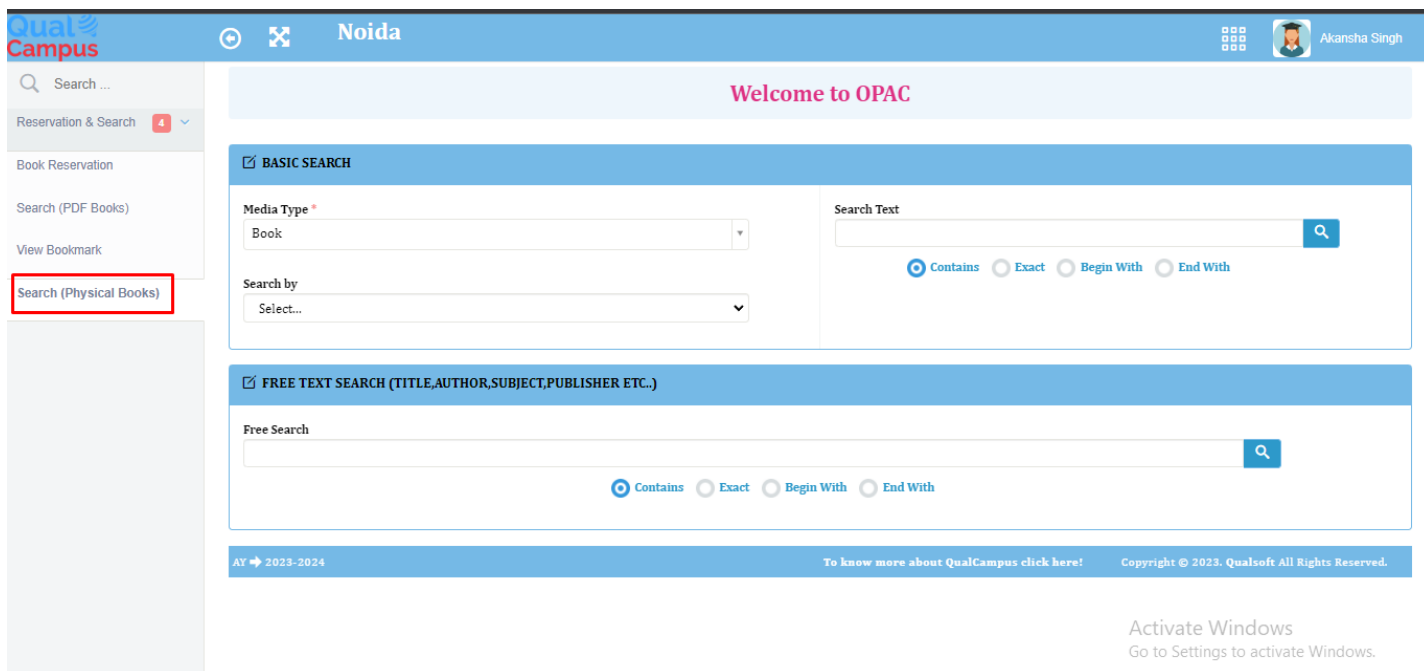 Qual
Campus
Noida
Akansha Singh
Search ...
Welcome to OPAC
Reservation & Search 4
BASIC SEARCH
Book Reservation
Search (PDF Books)
Media Type *
Search Text
Book
View Bookmark
Contains Exact Begin With End With
Search by
Search (Physical Books)
Select...
FREE TEXT SEARCH (TITLE,AUTHOR,SUBJECT,PUBLISHER ETC..)
Free Search
Contains Exact Begin With End With
AY 2023-2024
To know more about QualCampus click here!
Copyright © 2023. Qualsoft All Rights Reserved.
Activate Windows
Go to Settings to activate Windows.